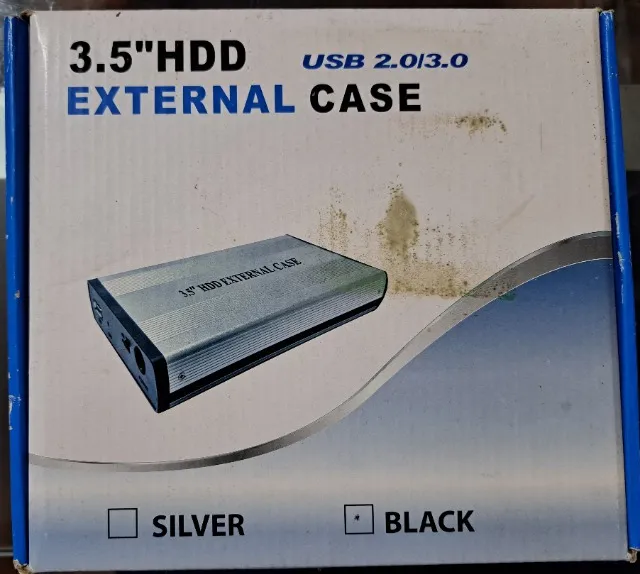 3.5"HDD USB 2.0/3.0
EXTERNAL CASE
3.5" HDD EXTERNAL CASE
SILVER
* BLACK